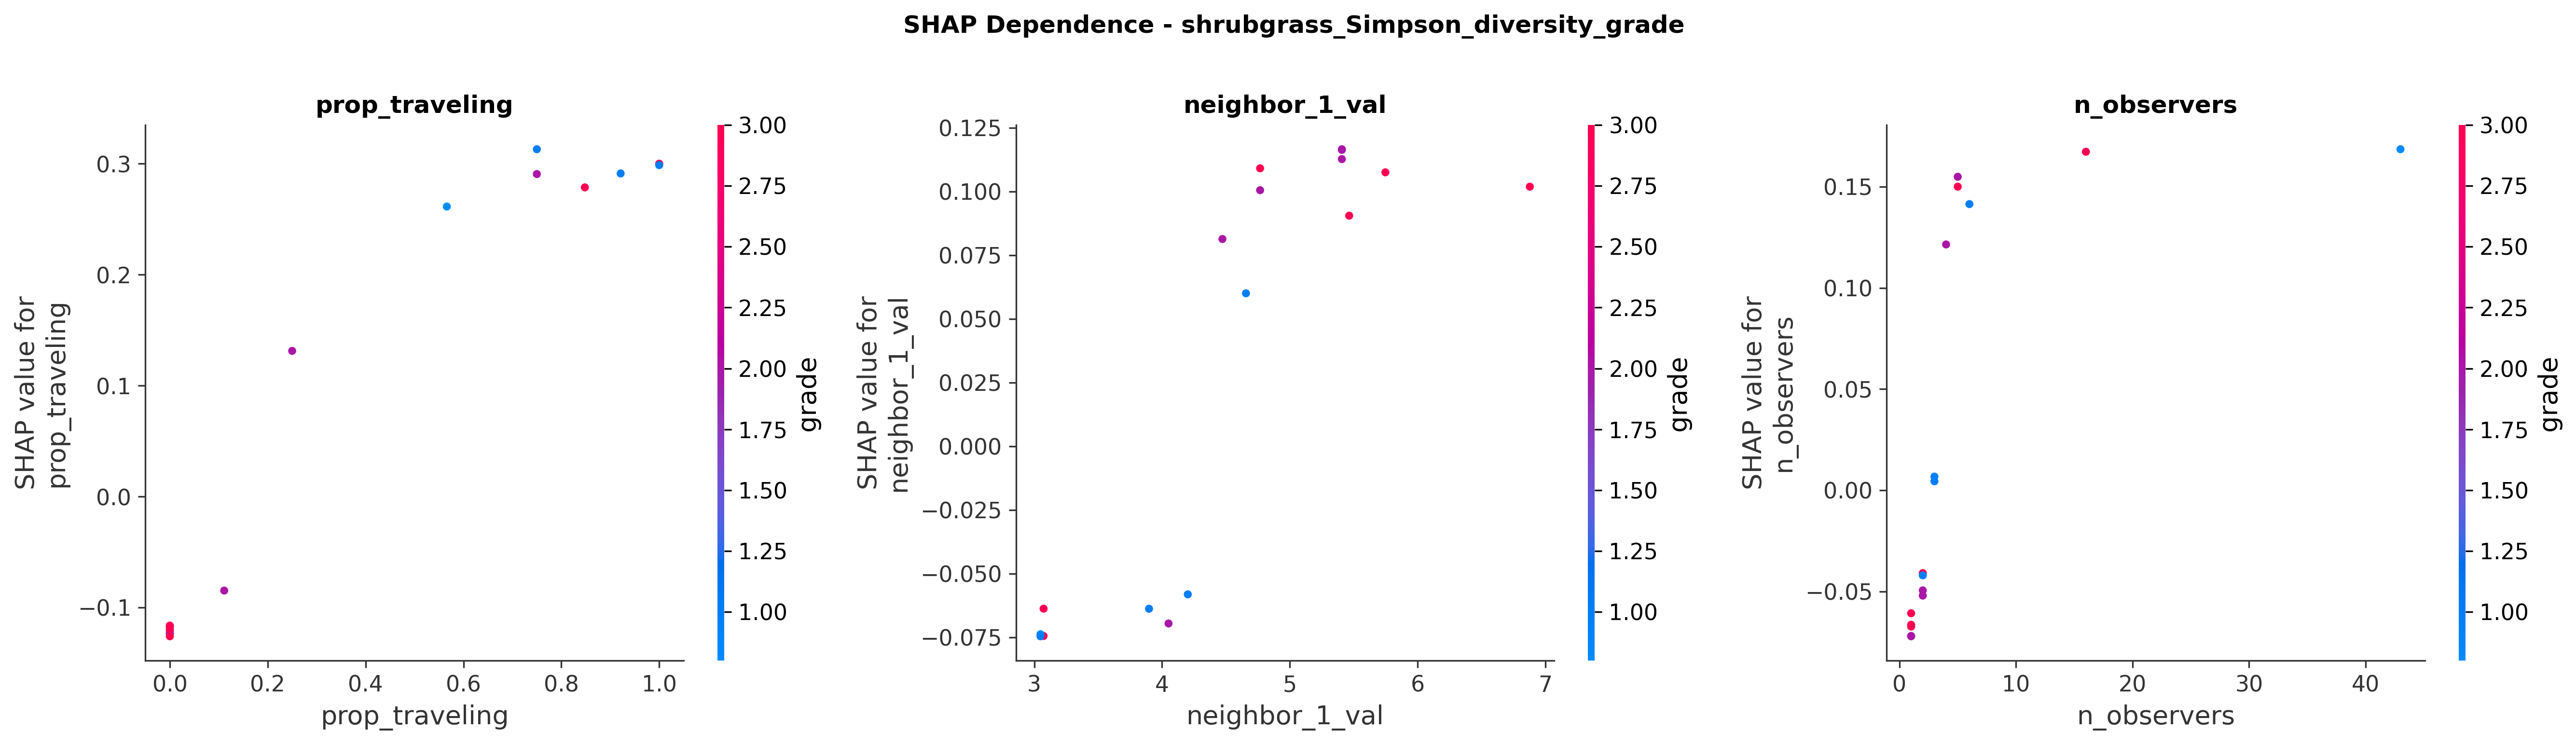 SHAP Dependence - shrubgrass_Simpson_diversity_grade
prop_traveling
SHAP value for
prop_traveling
0.3
0.2
0.1
0.0
−0.1
0.0 0.2 0.4 0.6 0.8 1.0
prop_traveling
3.00
2.75
2.50
2.25
2.00
1.75
1.50
1.25
1.00
grade
neighbor_1_val
SHAP value for
neighbor_1_val
0.125
0.100
0.075
0.050
0.025
0.000
−0.025
−0.050
−0.075
3 4 5 6 7
neighbor_1_val
3.00
2.75
2.50
2.25
2.00
1.75
1.50
1.25
1.00
grade
n_observers
SHAP value for
n_observers
0.15
0.10
0.05
0.00
−0.05
0 10 20 30 40
n_observers
3.00
2.75
2.50
2.25
2.00
1.75
1.50
1.25
1.00
grade